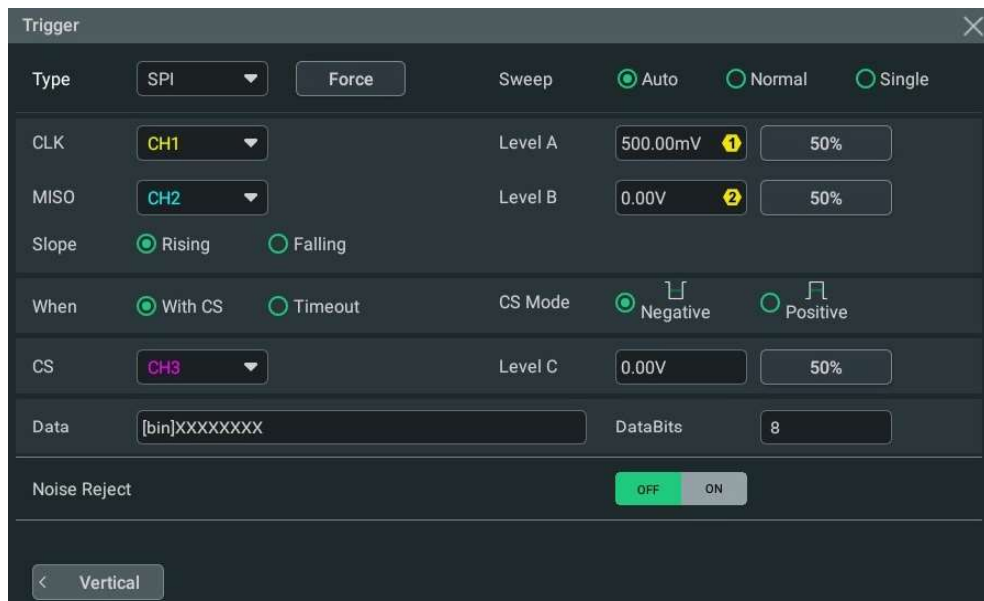 Trigger
Type SPI Force Sweep Auto Normal Single
CLK CH1 Level A 500.00mV 1 50%
MISO CH2 Level B 0.00V 2 50%
Slope Rising Falling
When With CS Timeout CS Mode Negative Positive
CS CH3 Level C 0.00V 50%
Data [bin]XXXXXXXX DataBits 8
Noise Reject OFF ON
< Vertical